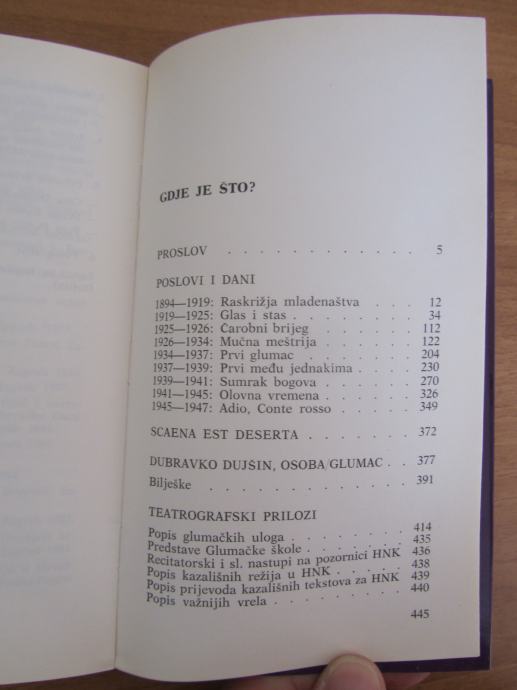 GDJE JE ŠTO?
PROSLOV . . . . . . . . . . . . 5
POSLOVI I DANI
1894—1919: Raskrižja mladenaštva . . . 12
1919—1925: Glas i stas . . . . . . . 34
1925—1926: Čarobni brijeg . . . . . . 112
1926—1934: Mučna meštrija . . . . . 122
1934—1937: Prvi glumac . . . . . . 204
1937—1939: Prvi među jednakima . . . . 230
1939—1941: Sumrak bogova . . . . . 270
1941—1945: Olovna vremena . . . . . 326
1945—1947: Adio, Conte rosso . . . . . 349
SCAENA EST DESERTA . . . . . . . 372
DUBRAVKO DUJŠIN, OSOBA/GLUMAC . . 377
Bilješke . . . . . . . . . . . . 391
TEATROGRAFSKI PRILOZI
Popis glumačkih uloga . . . . . . . 414
Predstave Glumačke škole . . . . . . 435
Recitatorski i sl. nastupi na pozornici HNK 436
Popis kazališnih režija u HNK . . . . 438
Popis prijevoda kazališnih tekstova za HNK 439
Popis važnijih vrela . . . . . . . . 440
445